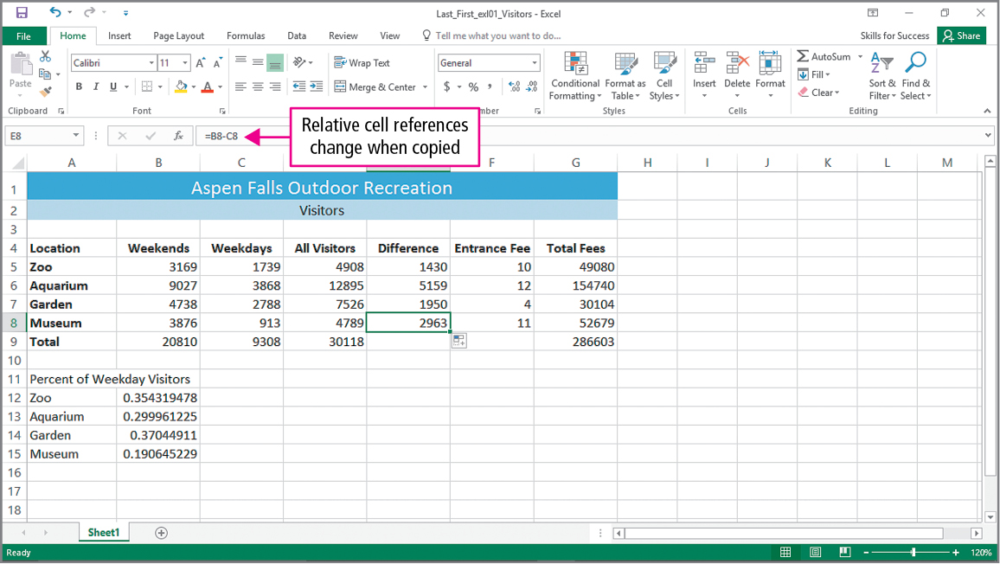 Last_First_exl01_Visitors - Excel
File Home Insert Page Layout Formulas Data Review View Tell me what you want to do... Skills for Success Share
Calibri 11 Wrap Text General AutoSum
Paste Fill
B I U Merge & Center $ % , Conditional Formatting Format as Table Cell Styles Insert Delete Format Clear Sort & Filter Find & Select
Clipboard Font mber Styles Cells Editing
Relative cell references
change when copied
E8 fx =B8-C8
A B C F G H I J K L M
1 Aspen Falls Outdoor Recreation
2 Visitors
3
4 Location Weekends Weekdays All Visitors Difference Entrance Fee Total Fees
5 Zoo 3169 1739 4908 1430 10 49080
6 Aquarium 9027 3868 12895 5159 12 154740
7 Garden 4738 2788 7526 1950 4 30104
8 Museum 3876 913 4789 2963 11 52679
9 Total 20810 9308 30118 286603
10
11 Percent of Weekday Visitors
12 Zoo 0.354319478
13 Aquarium 0.299961225
14 Garden 0.37044911
15 Museum 0.190645229
16
17
18
Sheet1
Ready 120%